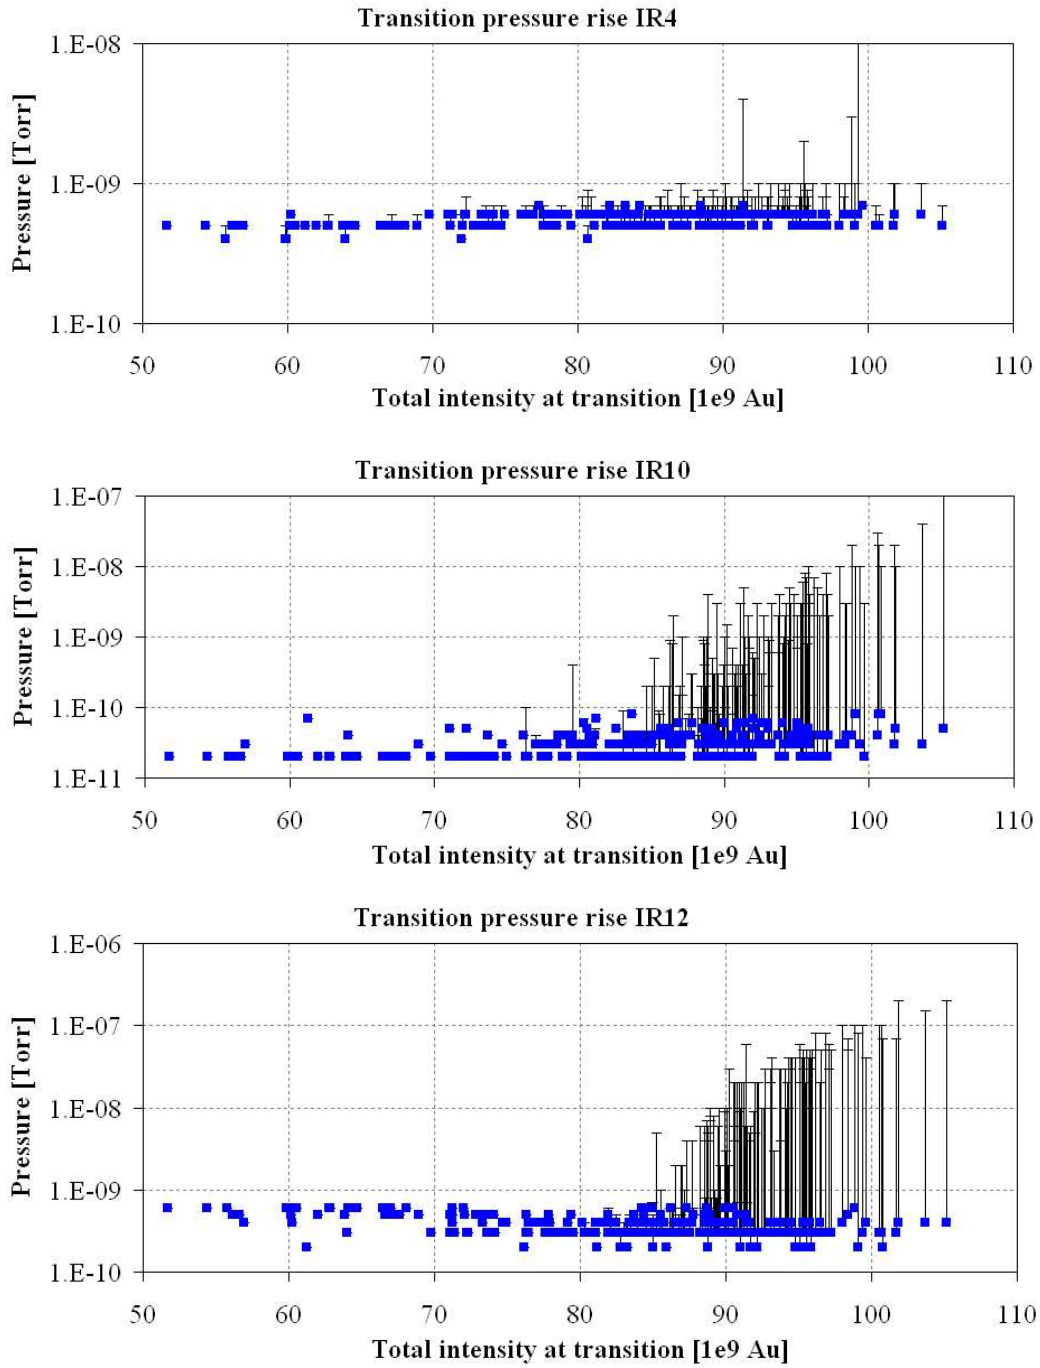 Transition pressure rise IR4
Pressure [Torr]
1.E-08
1.E-09
1.E-10
50 60 70 80 90 100 110
Total intensity at transition [1e9 Au]
Transition pressure rise IR10
Pressure [Torr]
1.E-07
1.E-08
1.E-09
1.E-10
1.E-11
50 60 70 80 90 100 110
Total intensity at transition [1e9 Au]
Transition pressure rise IR12
Pressure [Torr]
1.E-06
1.E-07
1.E-08
1.E-09
1.E-10
50 60 70 80 90 100 110
Total intensity at transition [1e9 Au]